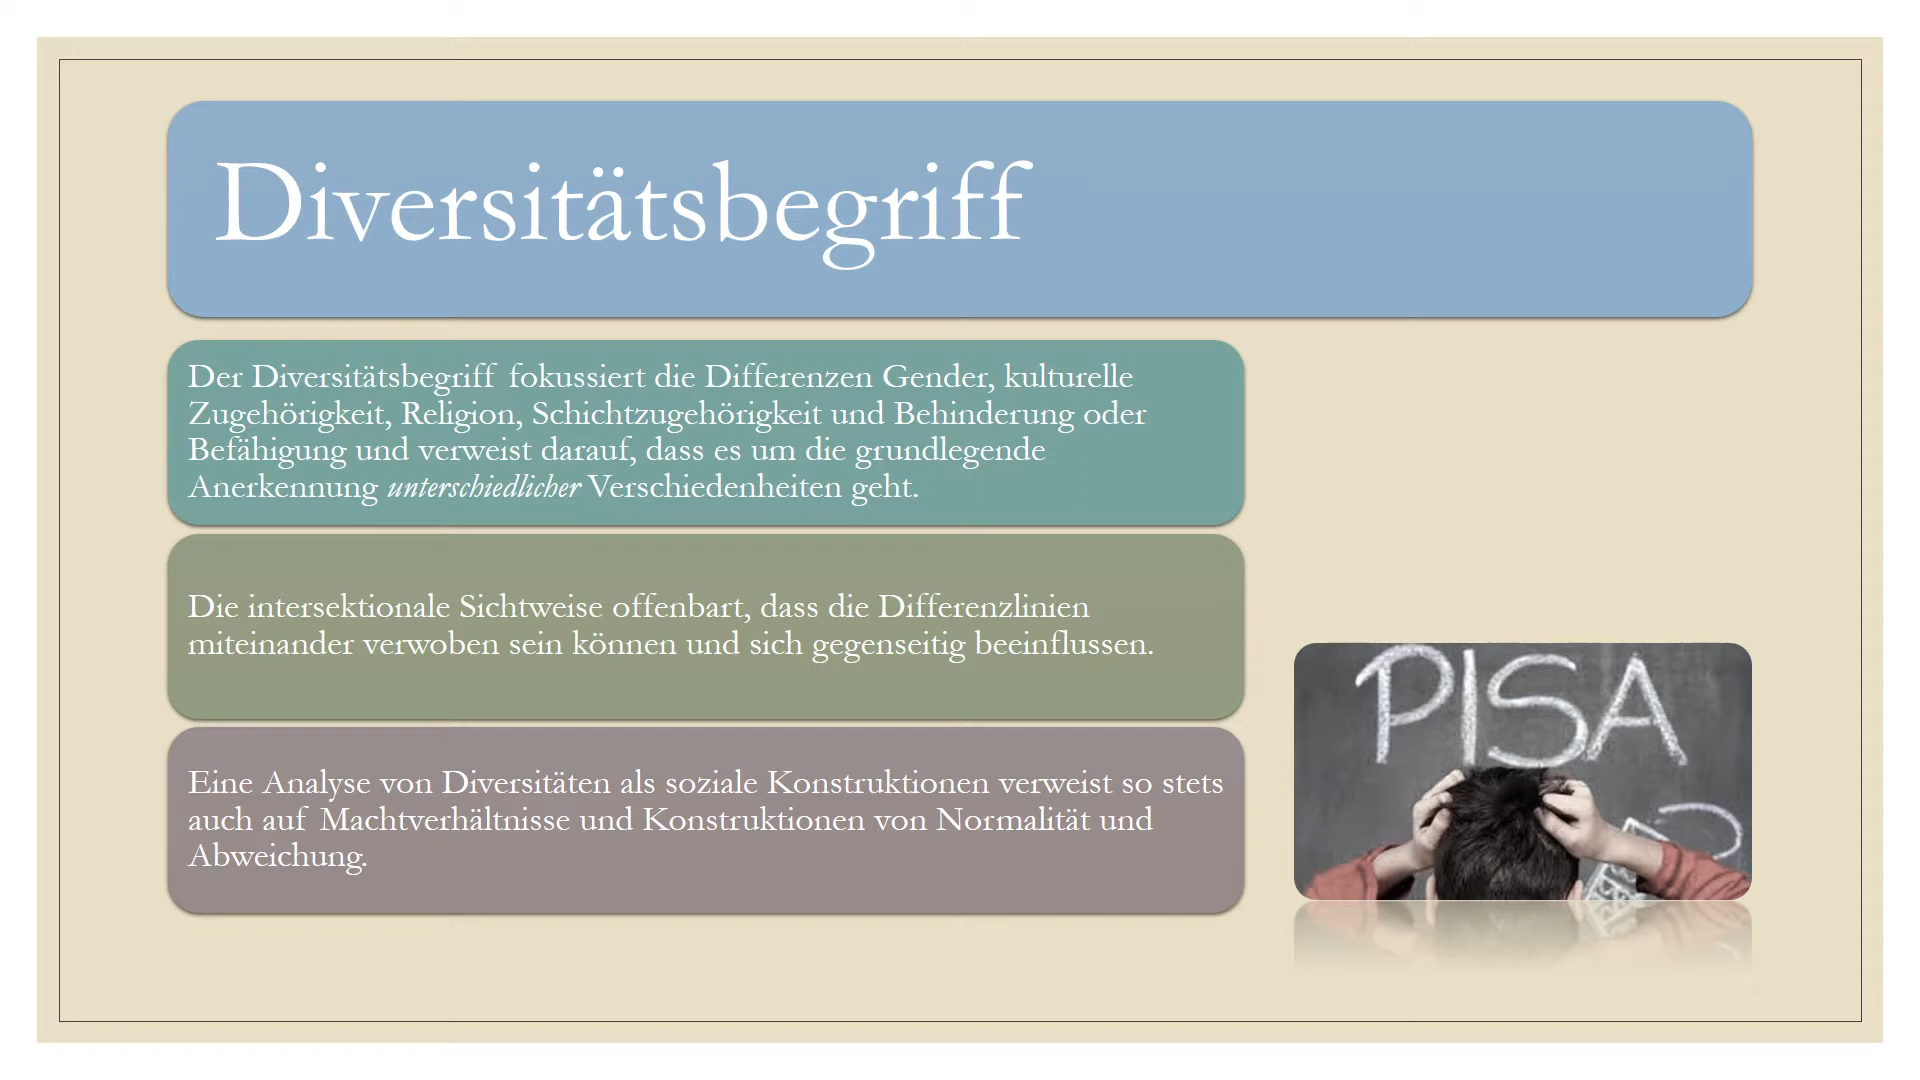 Diversitätsbegriff
Der Diversitätsbegriff fokussiert die Differenzen Gender, kulturelle
Zugehörigkeit, Religion, Schichtzugehörigkeit und Behinderung oder
Befähigung und verweist darauf, dass es um die grundlegende
Anerkennung unterschiedlicher Verschiedenheiten geht.
Die intersektionale Sichtweise offenbart, dass die Differenzlinien
miteinander verwoben sein können und sich gegenseitig beeinflussen.
Eine Analyse von Diversitäten als soziale Konstruktionen verweist so stets
auch auf Machtverhältnisse und Konstruktionen von Normalität und
Abweichung.
PISA